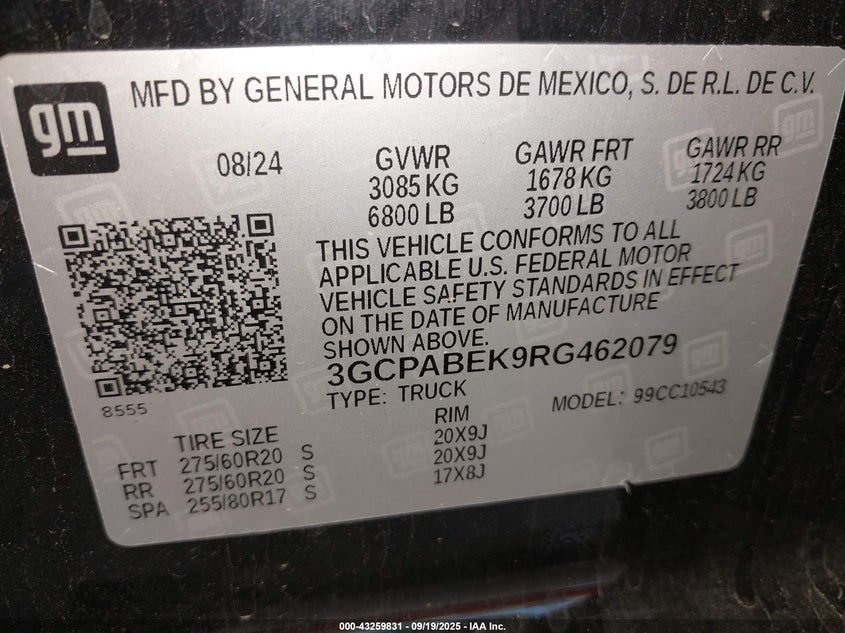 gm
MFD BY GENERAL MOTORS DE MEXICO, S. DE R.L. DE C.V.
08/24 GVWR GAWR FRT GAWR RR
3085 KG 1678 KG 1724 KG
6800 LB 3700 LB 3800 LB
THIS VEHICLE CONFORMS TO ALL
APPLICABLE U.S. FEDERAL MOTOR
VEHICLE SAFETY STANDARDS IN EFFECT
ON THE DATE OF MANUFACTURE
SHOWN ABOVE.
3GCPABEK9RG462079
8555 TYPE: TRUCK MODEL: 99CC10543
TIRE SIZE RIM
FRT 275/60R20 S 20X9J
RR 275/60R20 S 20X9J
SPA 255/80R17 S 17X8J
000-43259831 - 09/19/2025 - IAA Inc.